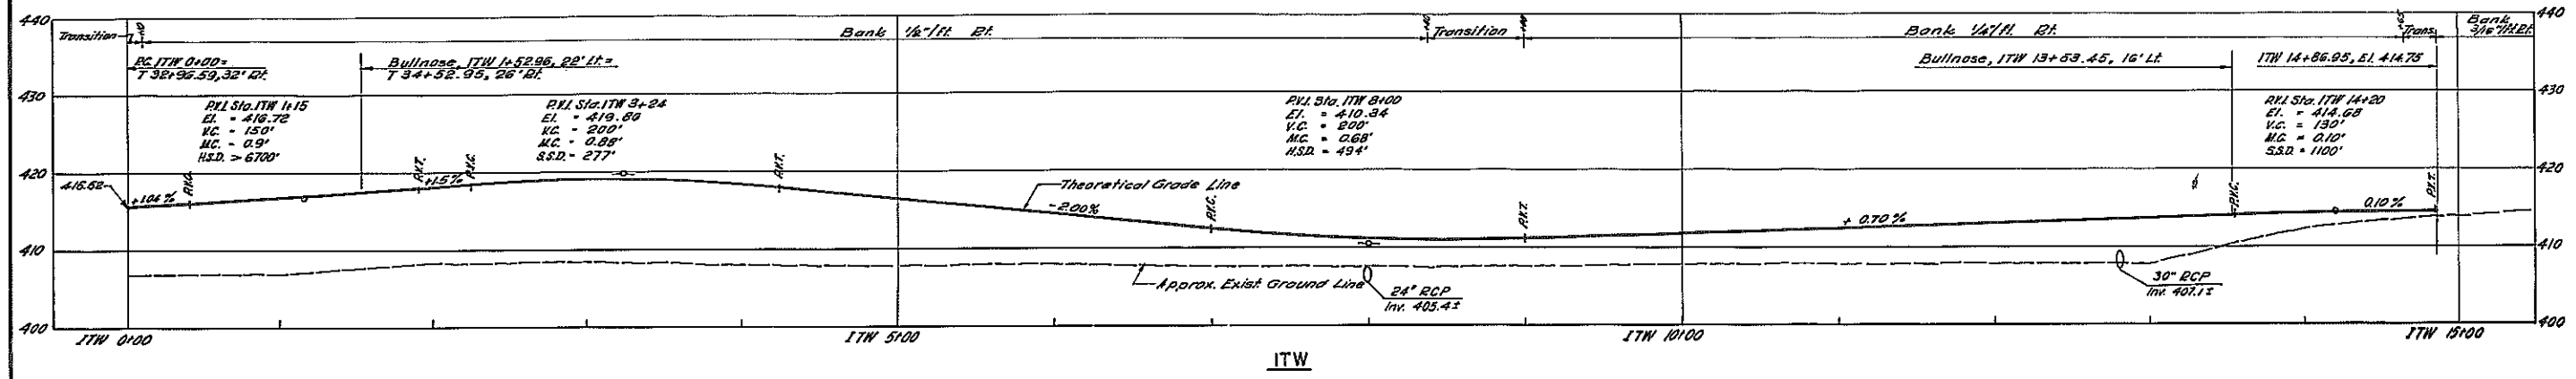 440
Transition
+10
Bank 1/2"/ft. Rt.
+40
Transition
Bank 1/4"/ft. Rt.
+65
Trans.
Bank
3/16"/ft. Rt.
440
P.C. ITW 0+00=
T 32+96.59, 32' Rt.
Bullnose, ITW 1+52.96, 22' Lt =
T 34+52.95, 26' Rt.
Bullnose, ITW 13+53.45, 16' Lt.
ITW 14+86.95, El. 414.75
430
P.V.I. Sta. ITW 1+15
El. = 416.72
V.C. = 150'
M.C. = 0.9'
H.S.D. > 6700'
P.V.I. Sta. ITW 3+24
El. = 419.86
V.C. = 200'
M.C. = 0.88'
S.S.D. = 277'
P.V.I. Sta. ITW 8+00
El. = 410.34
V.C. = 200'
M.C. = 0.68'
H.S.D. = 494'
P.V.I. Sta. ITW 14+20
El. = 414.68
V.C. = 130'
M.C. = 0.10'
S.S.D. = 1100'
430
420
415.52
+1.04 %
P.V.C.
P.V.T.
+1.5 %
P.V.C.
P.V.T.
Theoretical Grade Line
-2.00%
P.V.C.
P.V.T.
+ 0.70 %
P.V.C.
0.10 %
P.V.T.
420
410
Approx. Exist Ground Line
24" RCP
Inv. 405.4±
30" RCP
Inv. 407.1±
410
400
400
ITW 0+00
ITW 5+00
ITW 10+00
ITW 15+00
ITW